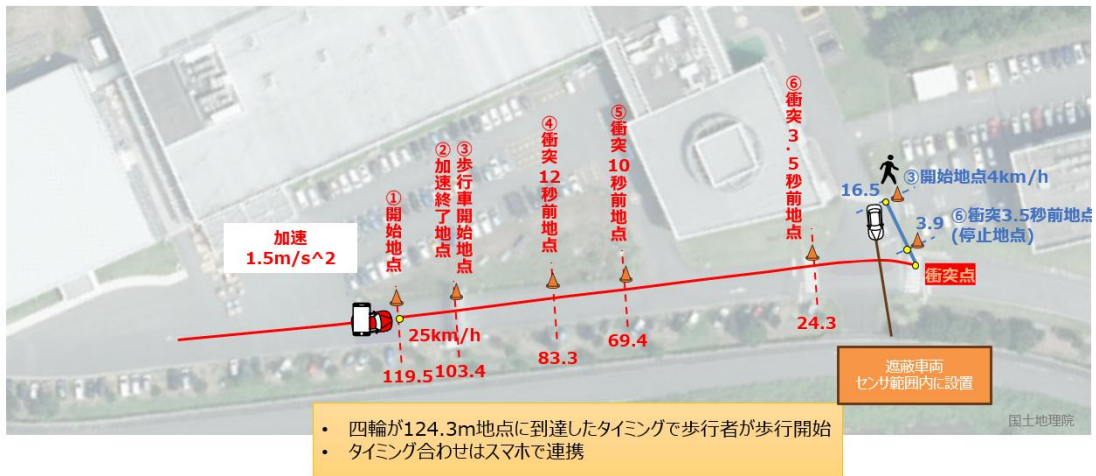 加速
1.5m/s^2
①開始地点
②加速終了地点
③歩行車開始地点
④衝突12秒前地点
⑤衝突10秒前地点
⑥衝突3.5秒前地点
25km/h
119.5
103.4
83.3
69.4
24.3
16.5
③開始地点4km/h
3.9
⑥衝突3.5秒前地点
(停止地点)
衝突点
遮蔽車両
センサ範囲内に設置
国土地理院
• 四輪が124.3m地点に到達したタイミングで歩行者が歩行開始
• タイミング合わせはスマホで連携